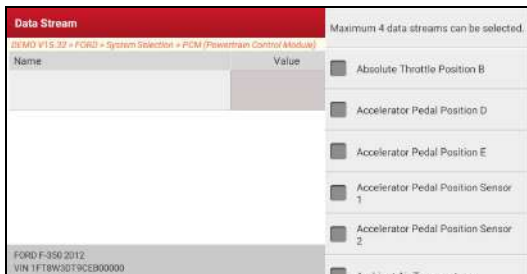 Data Stream
DEMO V15.32 > FORD > System Selection > PCM (Powertrain Control Module)
Name Value
FORD F-350 2012
VIN 1FT8W3DT9CEB00000
Maximum 4 data streams can be selected.
Absolute Throttle Position B
Accelerator Pedal Position D
Accelerator Pedal Position E
Accelerator Pedal Position Sensor
1
Accelerator Pedal Position Sensor
2